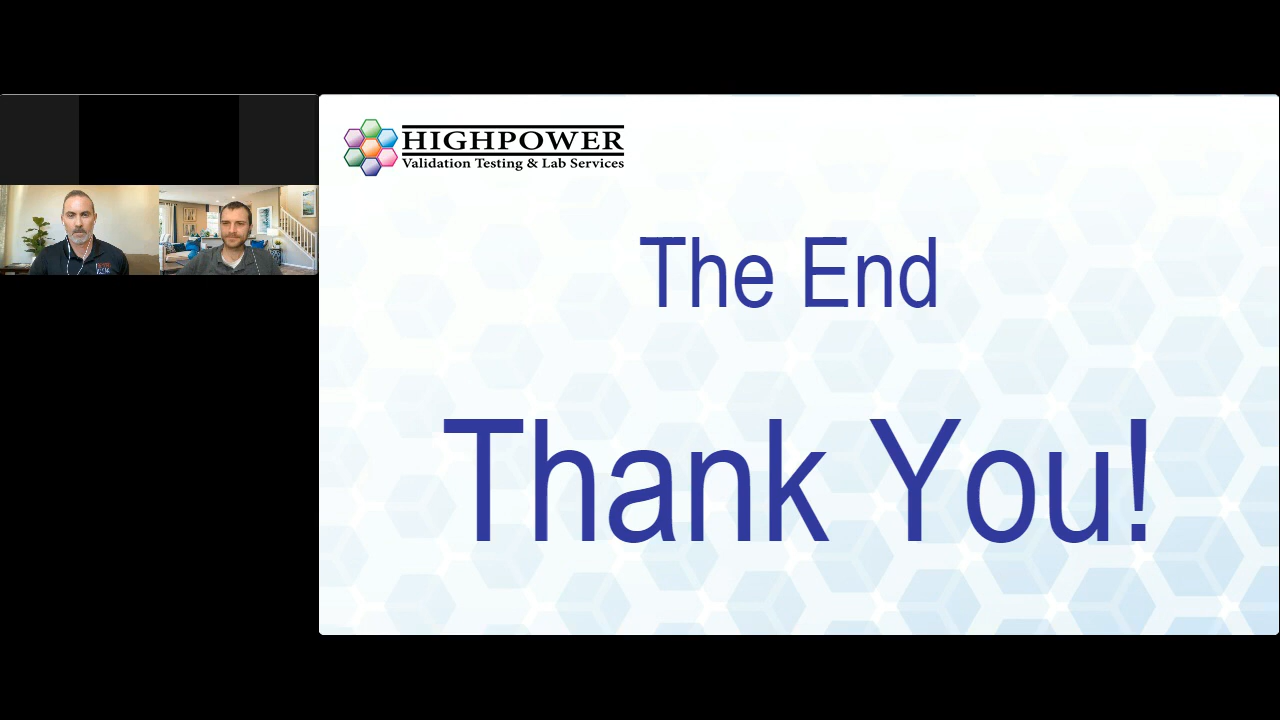 HIGHPOWER
Validation Testing & Lab Services
The End
Thank You!